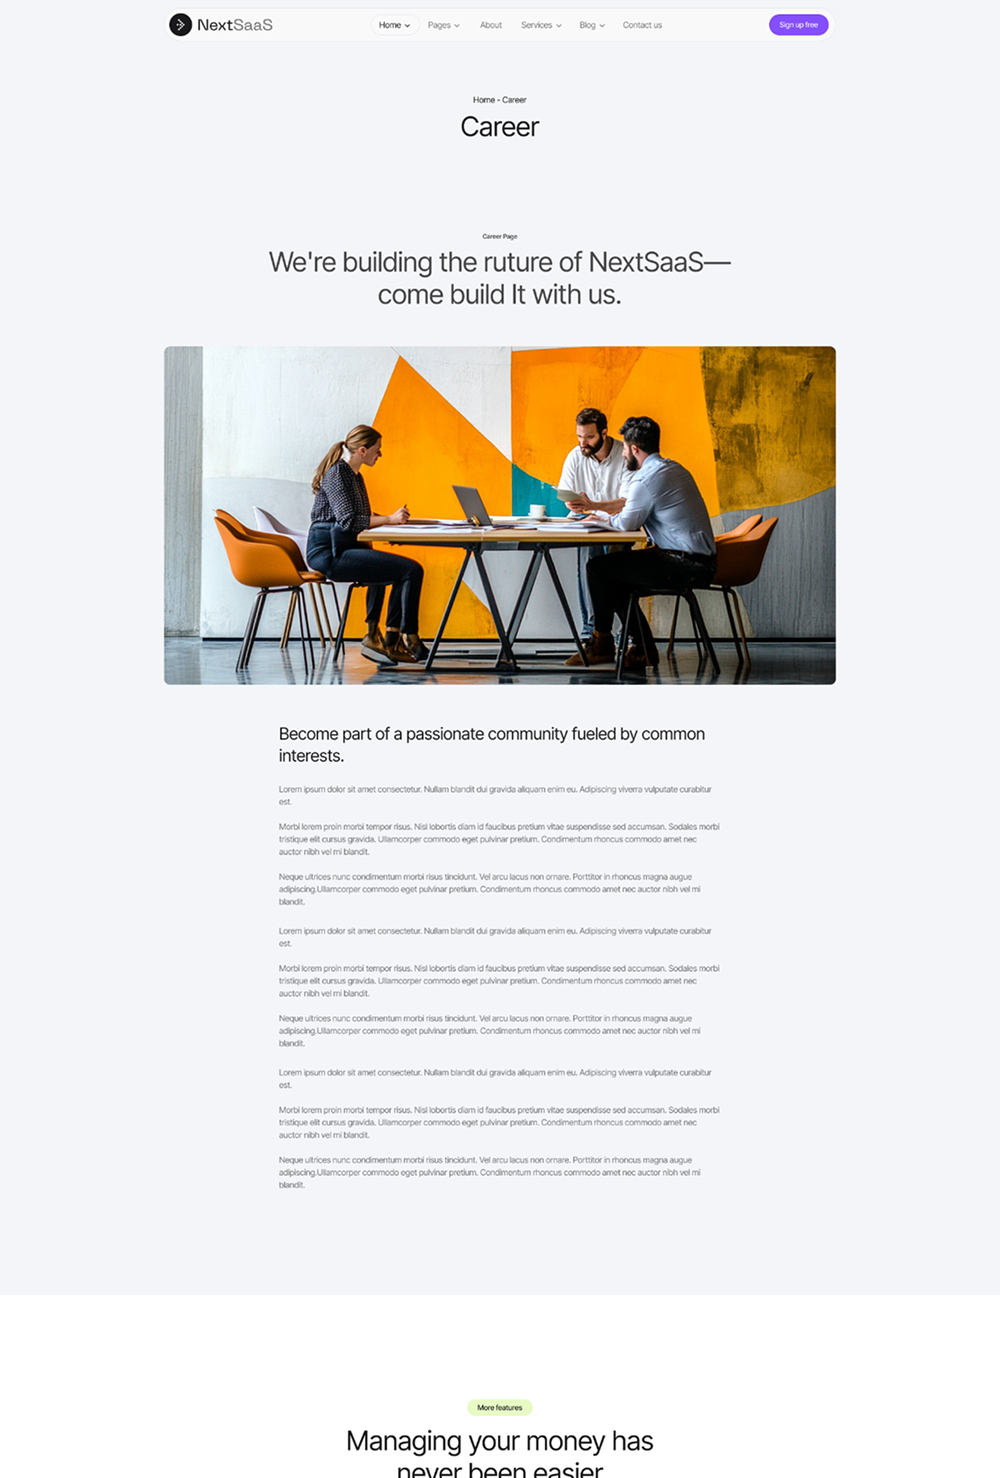 NextSaaS
Home Pages About Services Blog Contact us
Sign up free
Home - Career
Career
Career Page
We're building the ruture of NextSaaS—
come build It with us.
Become part of a passionate community fueled by common
interests.
Lorem ipsum dolor sit amet consectetur. Nullam blandit dui gravida aliquam enim eu. Adipiscing viverra vulputate curabitur
est.
Morbi lorem proin morbi tempor risus. Nisl lobortis diam id faucibus pretium vitae suspendisse sed accumsan. Sodales morbi
tristique elit cursus gravida. Ullamcorper commodo eget pulvinar pretium. Condimentum rhoncus commodo amet nec
auctor nibh vel mi blandit.
Neque ultrices nunc condimentum morbi risus tincidunt. Vel arcu lacus non ornare. Porttitor in rhoncus magna augue
adipiscing.Ullamcorper commodo eget pulvinar pretium. Condimentum rhoncus commodo amet nec auctor nibh vel mi
blandit.
Lorem ipsum dolor sit amet consectetur. Nullam blandit dui gravida aliquam enim eu. Adipiscing viverra vulputate curabitur
est.
Morbi lorem proin morbi tempor risus. Nisl lobortis diam id faucibus pretium vitae suspendisse sed accumsan. Sodales morbi
tristique elit cursus gravida. Ullamcorper commodo eget pulvinar pretium. Condimentum rhoncus commodo amet nec
auctor nibh vel mi blandit.
Neque ultrices nunc condimentum morbi risus tincidunt. Vel arcu lacus non ornare. Porttitor in rhoncus magna augue
adipiscing.Ullamcorper commodo eget pulvinar pretium. Condimentum rhoncus commodo amet nec auctor nibh vel mi
blandit.
Lorem ipsum dolor sit amet consectetur. Nullam blandit dui gravida aliquam enim eu. Adipiscing viverra vulputate curabitur
est.
Morbi lorem proin morbi tempor risus. Nisl lobortis diam id faucibus pretium vitae suspendisse sed accumsan. Sodales morbi
tristique elit cursus gravida. Ullamcorper commodo eget pulvinar pretium. Condimentum rhoncus commodo amet nec
auctor nibh vel mi blandit.
Neque ultrices nunc condimentum morbi risus tincidunt. Vel arcu lacus non ornare. Porttitor in rhoncus magna augue
adipiscing.Ullamcorper commodo eget pulvinar pretium. Condimentum rhoncus commodo amet nec auctor nibh vel mi
blandit.
More features
Managing your money has
never been easier